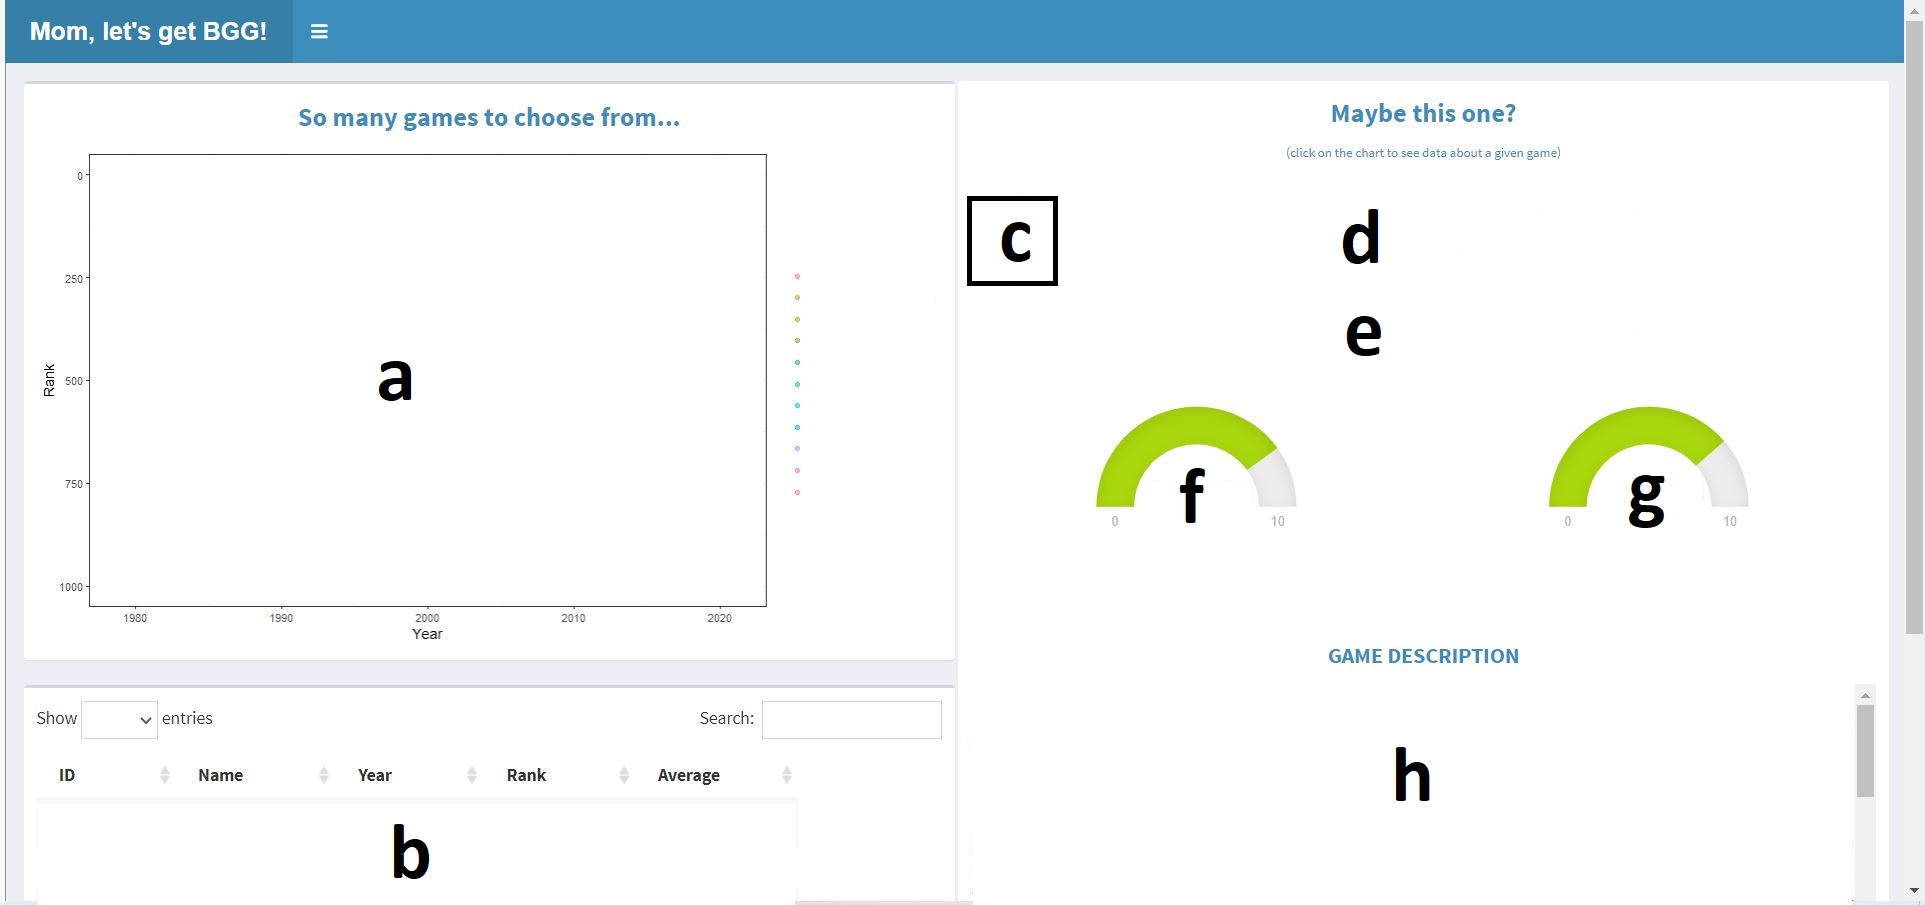 Mom, let's get BGG!
So many games to choose from...
0
250
500
750
1000
Rank
a
1980 1990 2000 2010 2020
Year
Show entries Search:
ID Name Year Rank Average
b
Maybe this one?
(click on the chart to see data about a given game)
c d
e
f g
0 10 0 10
GAME DESCRIPTION
h